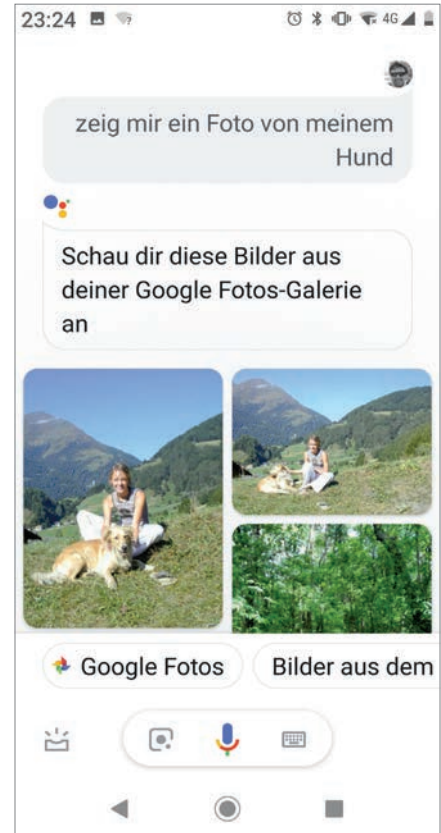 23:24
4G
zeig mir ein Foto von meinem
Hund
Schau dir diese Bilder aus
deiner Google Fotos-Galerie
an
Google Fotos
Bilder aus dem